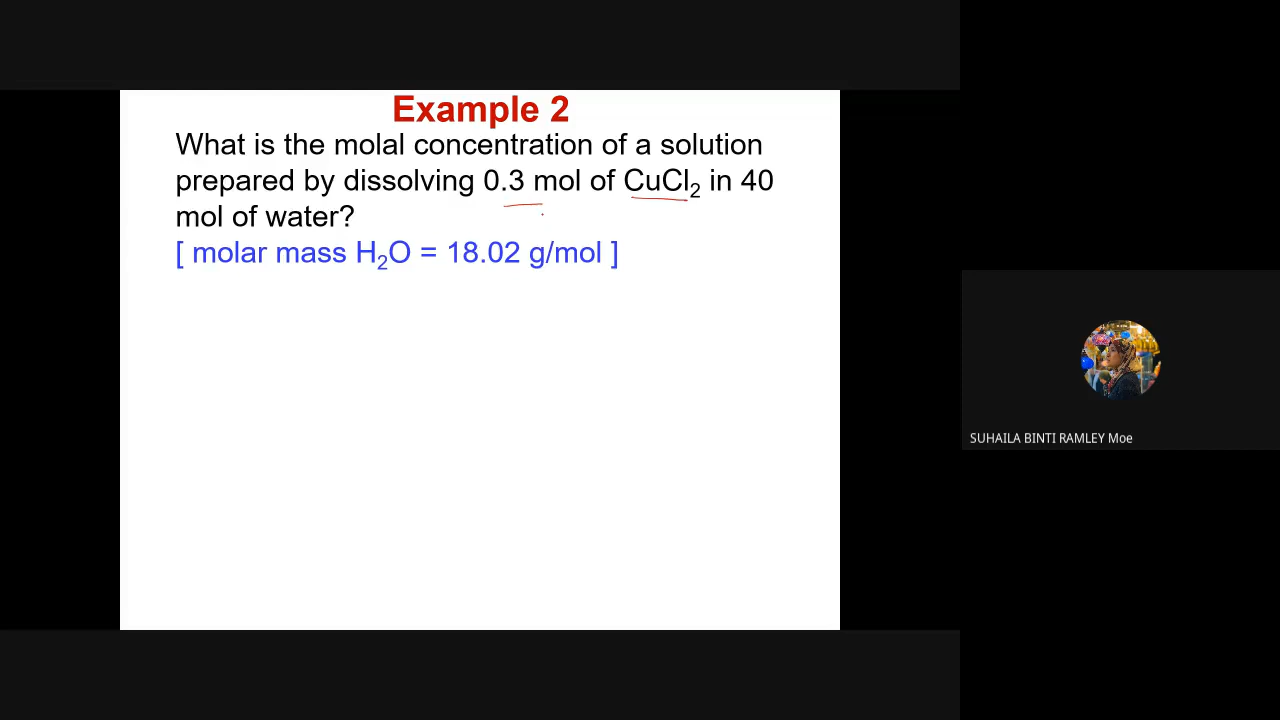 Example 2
What is the molal concentration of a solution
prepared by dissolving 0.3 mol of CuCl₂ in 40
mol of water?
[ molar mass H₂O = 18.02 g/mol ]
SUHAILA BINTI RAMLEY Moe